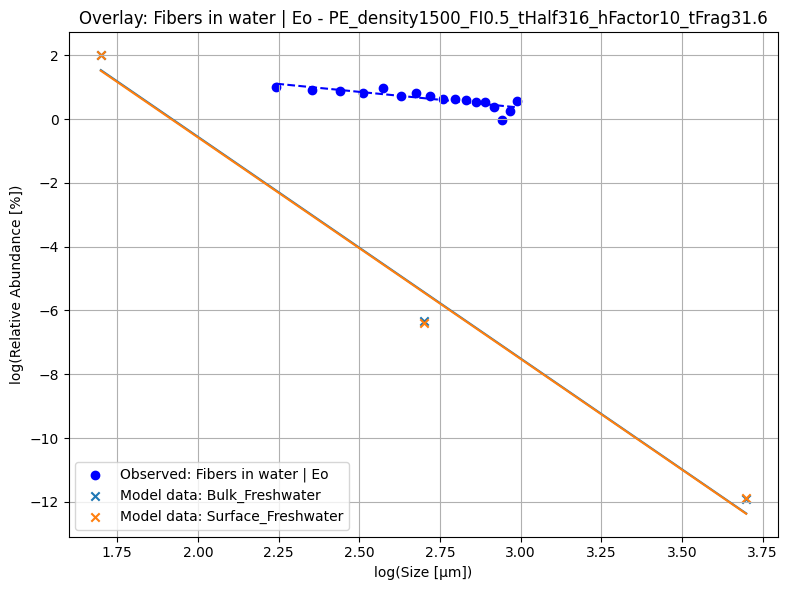 Overlay: Fibers in water | Eo - PE_density1500_FI0.5_tHalf316_hFactor10_tFrag31.6
log(Relative Abundance [%])
2
0
−2
−4
−6
−8
−10
−12
Observed: Fibers in water | Eo
Model data: Bulk_Freshwater
Model data: Surface_Freshwater
1.75
2.00
2.25
2.50
2.75
3.00
3.25
3.50
3.75
log(Size [μm])